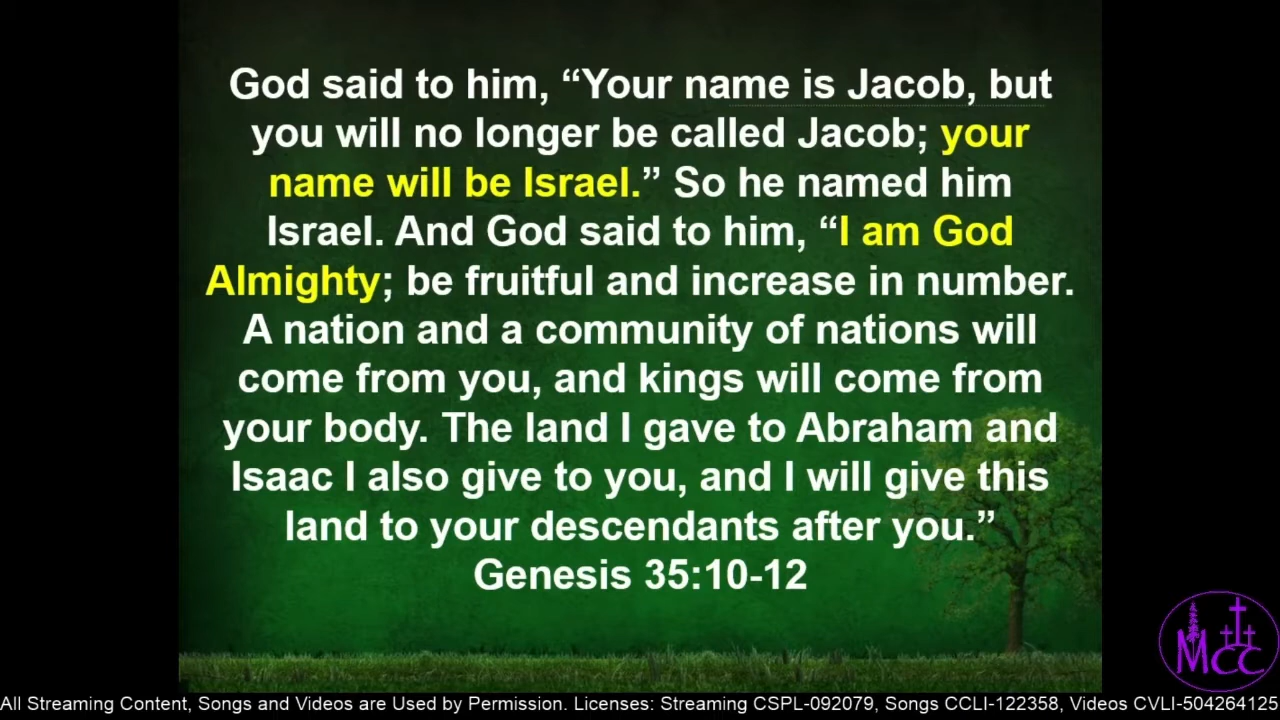 God said to him, “Your name is Jacob, but
you will no longer be called Jacob; your
name will be Israel.” So he named him
Israel. And God said to him, “I am God
Almighty; be fruitful and increase in number.
A nation and a community of nations will
come from you, and kings will come from
your body. The land I gave to Abraham and
Isaac I also give to you, and I will give this
land to your descendants after you.”
Genesis 35:10-12
MCC
All Streaming Content, Songs and Videos are Used by Permission. Licenses: Streaming CSPL-092079, Songs CCLI-122358, Videos CVLI-504264125